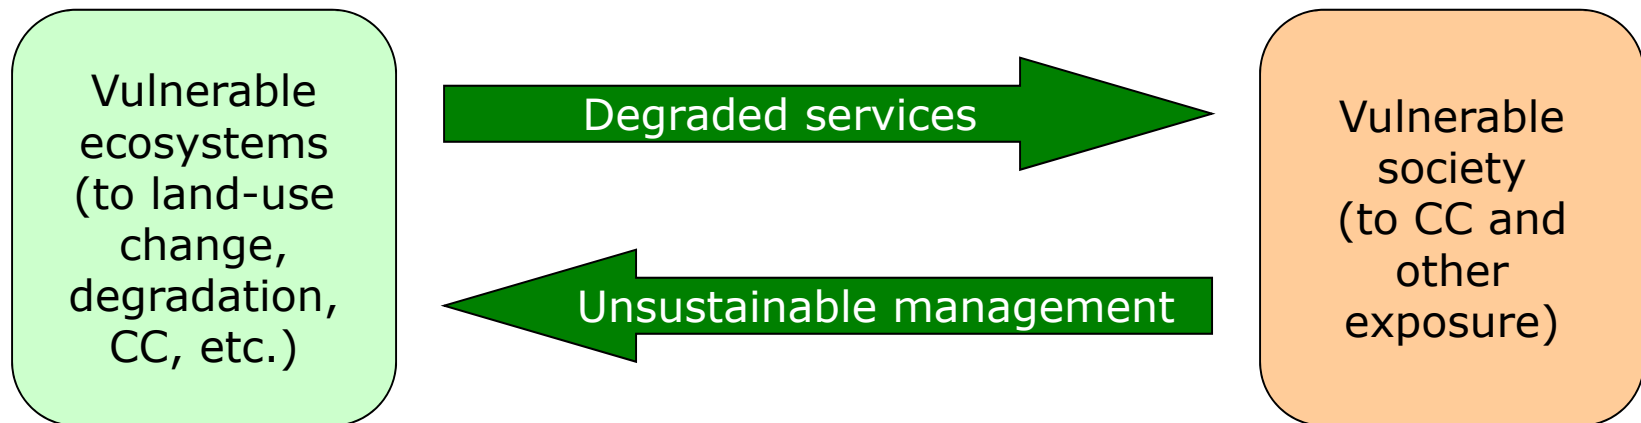 Vulnerable
ecosystems
(to land-use
change,
degradation,
CC, etc.)
Degraded services
Unsustainable management
Vulnerable
society
(to CC and
other
exposure)